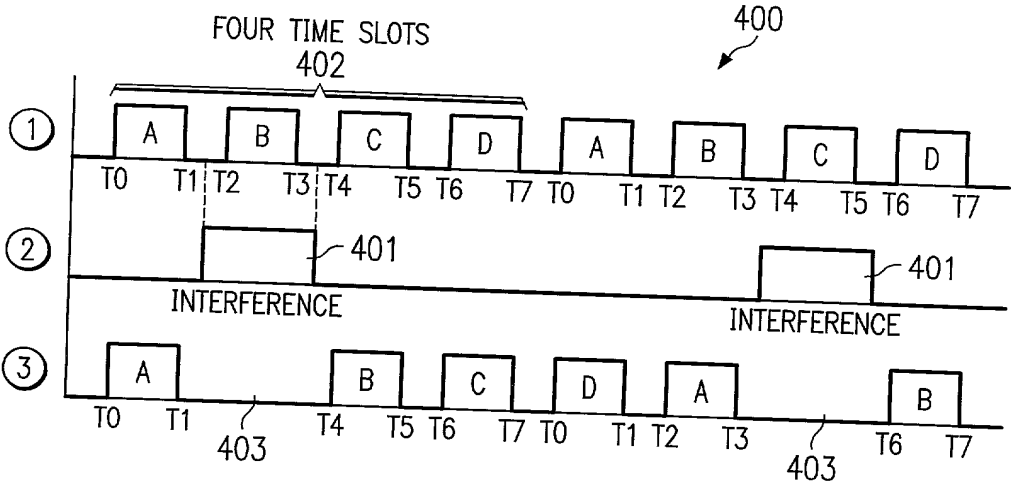 FOUR TIME SLOTS
402
400
1
A B C D A B C D
T0 T1 T2 T3 T4 T5 T6 T7 T0 T1 T2 T3 T4 T5 T6 T7
2
401 401
INTERFERENCE INTERFERENCE
3
A B C D A B
T0 T1 T4 T5 T6 T7 T0 T1 T2 T3 T6 T7
403 403